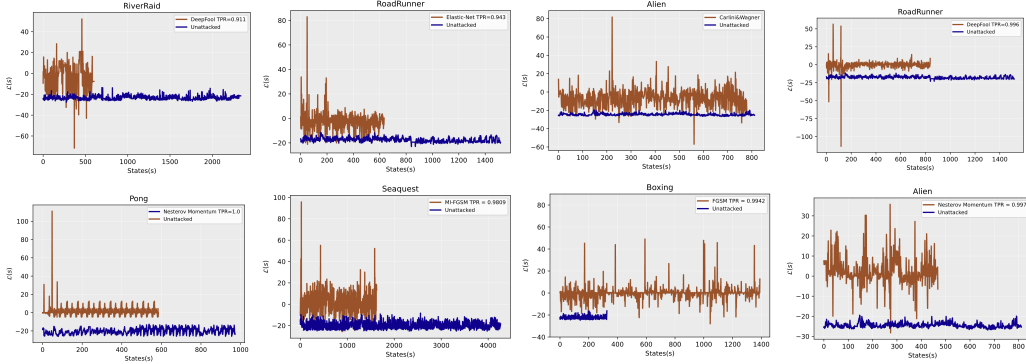 RiverRaid
DeepFool TPR=0.911
Unattacked
ℒ(s)
40
20
0
−20
−40
−60
0 500 1000 1500 2000
States(s)
RoadRunner
Elastic-Net TPR=0.943
Unattacked
ℒ(s)
80
60
40
20
0
−20
0 200 400 600 800 1000 1200 1400
States(s)
Alien
Carlini&Wagner
Unattacked
ℒ(s)
80
60
40
20
0
−20
−40
−60
0 100 200 300 400 500 600 700 800
States(s)
RoadRunner
DeepFool TPR=0.996
Unattacked
ℒ(s)
50
25
0
−25
−50
−75
−100
0 200 400 600 800 1000 1200 1400
States(s)
Pong
Nesterov Momentum TPR=1.0
Unattacked
ℒ(s)
100
80
60
40
20
0
−20
0 200 400 600 800 1000
States(s)
Seaquest
MI-FGSM TPR = 0.9809
Unattacked
ℒ(s)
100
80
60
40
20
0
−20
0 1000 2000 3000 4000
States(s)
Boxing
FGSM TPR = 0.9942
Unattacked
ℒ(s)
80
60
40
20
0
−20
−40
0 200 400 600 800 1000 1200 1400
States(s)
Alien
Nesterov Momentum TPR = 0.997
Unattacked
ℒ(s)
30
20
10
0
−10
−20
−30
0 100 200 300 400 500 600 700 800
States(s)